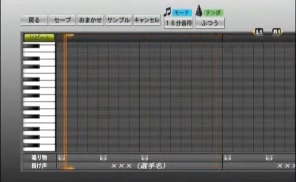 モード テンポ
戻る セーブ おまかせ サンプル キャンセル 16分音符 ふつう
L1 R1
鳴り物
掛け声 ××× (選手名) ×××